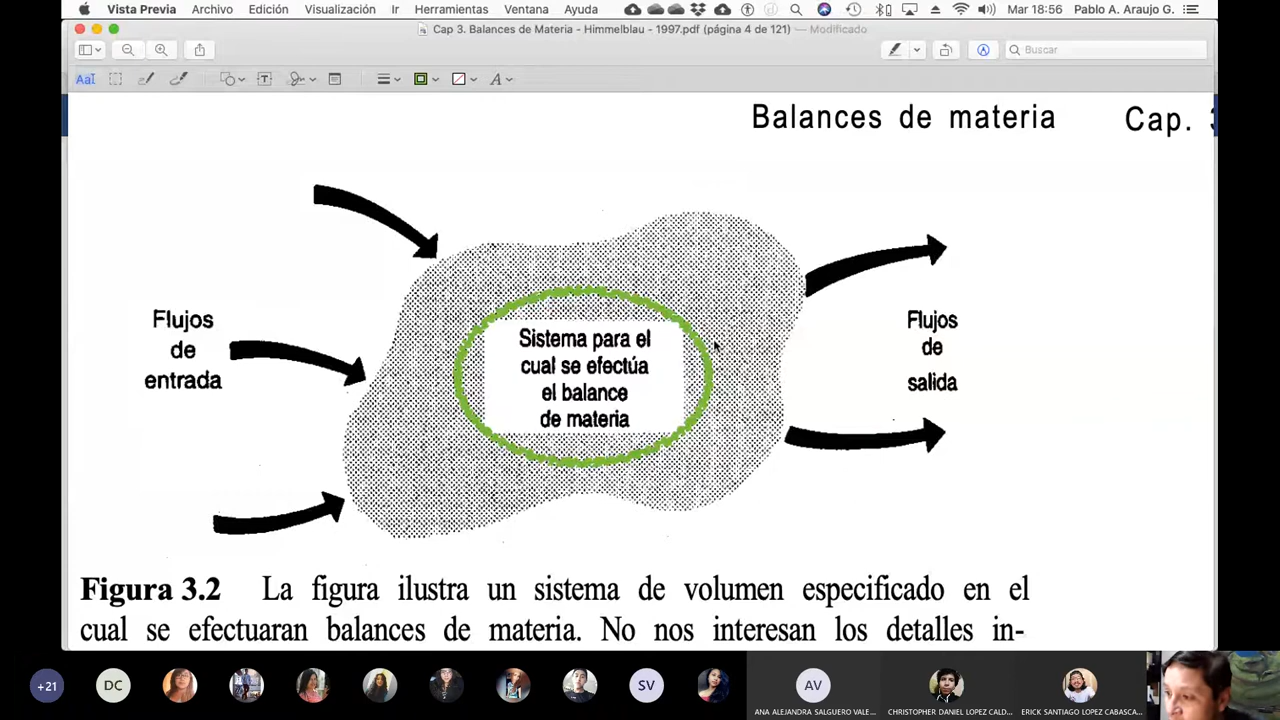 Vista Previa Archivo Edición Visualización Ir Herramientas Ventana Ayuda Mar 18:56 Pablo A. Araujo G.
Cap 3. Balances de Materia - Himmelblau - 1997.pdf (página 4 de 121) — Modificado
Buscar
AaI A
Balances de materia Cap. 3
Flujos
de
entrada
Sistema para el
cual se efectúa
el balance
de materia
Flujos
de
salida
Figura 3.2 La figura ilustra un sistema de volumen especificado en el
cual se efectuaran balances de materia. No nos interesan los detalles in-
+21 DC SV AV
ANA ALEJANDRA SALGUERO VALE... CHRISTOPHER DANIEL LOPEZ CALD... ERICK SANTIAGO LOPEZ CABASCA...